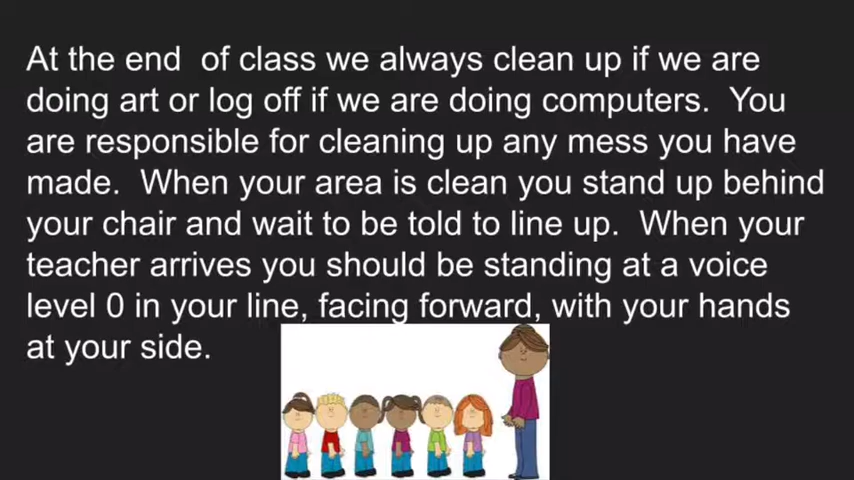 At the end  of class we always clean up if we are
doing art or log off if we are doing computers.  You
are responsible for cleaning up any mess you have
made.  When your area is clean you stand up behind
your chair and wait to be told to line up.  When your
teacher arrives you should be standing at a voice
level 0 in your line, facing forward, with your hands
at your side.